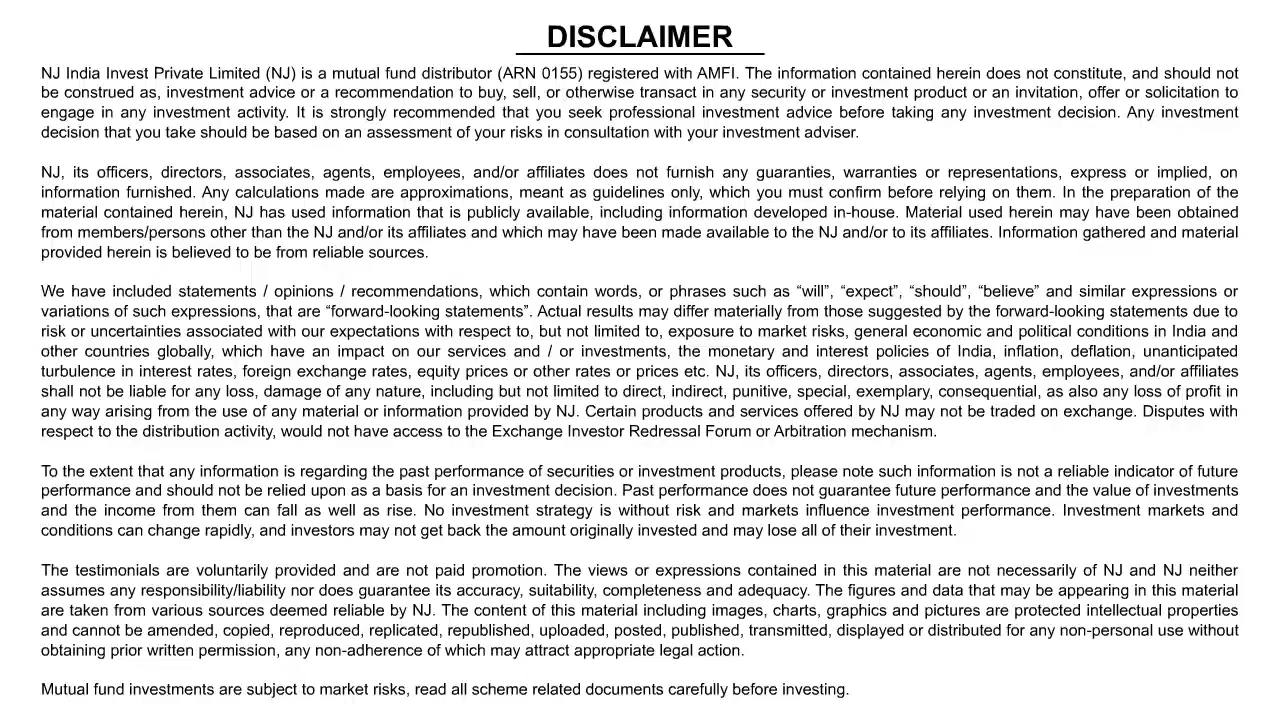 DISCLAIMER
NJ India Invest Private Limited (NJ) is a mutual fund distributor (ARN 0155) registered with AMFI. The information contained herein does not constitute, and should not
be construed as, investment advice or a recommendation to buy, sell, or otherwise transact in any security or investment product or an invitation, offer or solicitation to
engage in any investment activity. It is strongly recommended that you seek professional investment advice before taking any investment decision. Any investment
decision that you take should be based on an assessment of your risks in consultation with your investment adviser.
NJ, its officers, directors, associates, agents, employees, and/or affiliates does not furnish any guaranties, warranties or representations, express or implied, on
information furnished. Any calculations made are approximations, meant as guidelines only, which you must confirm before relying on them. In the preparation of the
material contained herein, NJ has used information that is publicly available, including information developed in-house. Material used herein may have been obtained
from members/persons other than the NJ and/or its affiliates and which may have been made available to the NJ and/or to its affiliates. Information gathered and material
provided herein is believed to be from reliable sources.
We have included statements / opinions / recommendations, which contain words, or phrases such as “will”, “expect”, “should”, “believe” and similar expressions or
variations of such expressions, that are “forward-looking statements”. Actual results may differ materially from those suggested by the forward-looking statements due to
risk or uncertainties associated with our expectations with respect to, but not limited to, exposure to market risks, general economic and political conditions in India and
other countries globally, which have an impact on our services and / or investments, the monetary and interest policies of India, inflation, deflation, unanticipated
turbulence in interest rates, foreign exchange rates, equity prices or other rates or prices etc. NJ, its officers, directors, associates, agents, employees, and/or affiliates
shall not be liable for any loss, damage of any nature, including but not limited to direct, indirect, punitive, special, exemplary, consequential, as also any loss of profit in
any way arising from the use of any material or information provided by NJ. Certain products and services offered by NJ may not be traded on exchange. Disputes with
respect to the distribution activity, would not have access to the Exchange Investor Redressal Forum or Arbitration mechanism.
To the extent that any information is regarding the past performance of securities or investment products, please note such information is not a reliable indicator of future
performance and should not be relied upon as a basis for an investment decision. Past performance does not guarantee future performance and the value of investments
and the income from them can fall as well as rise. No investment strategy is without risk and markets influence investment performance. Investment markets and
conditions can change rapidly, and investors may not get back the amount originally invested and may lose all of their investment.
The testimonials are voluntarily provided and are not paid promotion. The views or expressions contained in this material are not necessarily of NJ and NJ neither
assumes any responsibility/liability nor does guarantee its accuracy, suitability, completeness and adequacy. The figures and data that may be appearing in this material
are taken from various sources deemed reliable by NJ. The content of this material including images, charts, graphics and pictures are protected intellectual properties
and cannot be amended, copied, reproduced, replicated, republished, uploaded, posted, published, transmitted, displayed or distributed for any non-personal use without
obtaining prior written permission, any non-adherence of which may attract appropriate legal action.
Mutual fund investments are subject to market risks, read all scheme related documents carefully before investing.